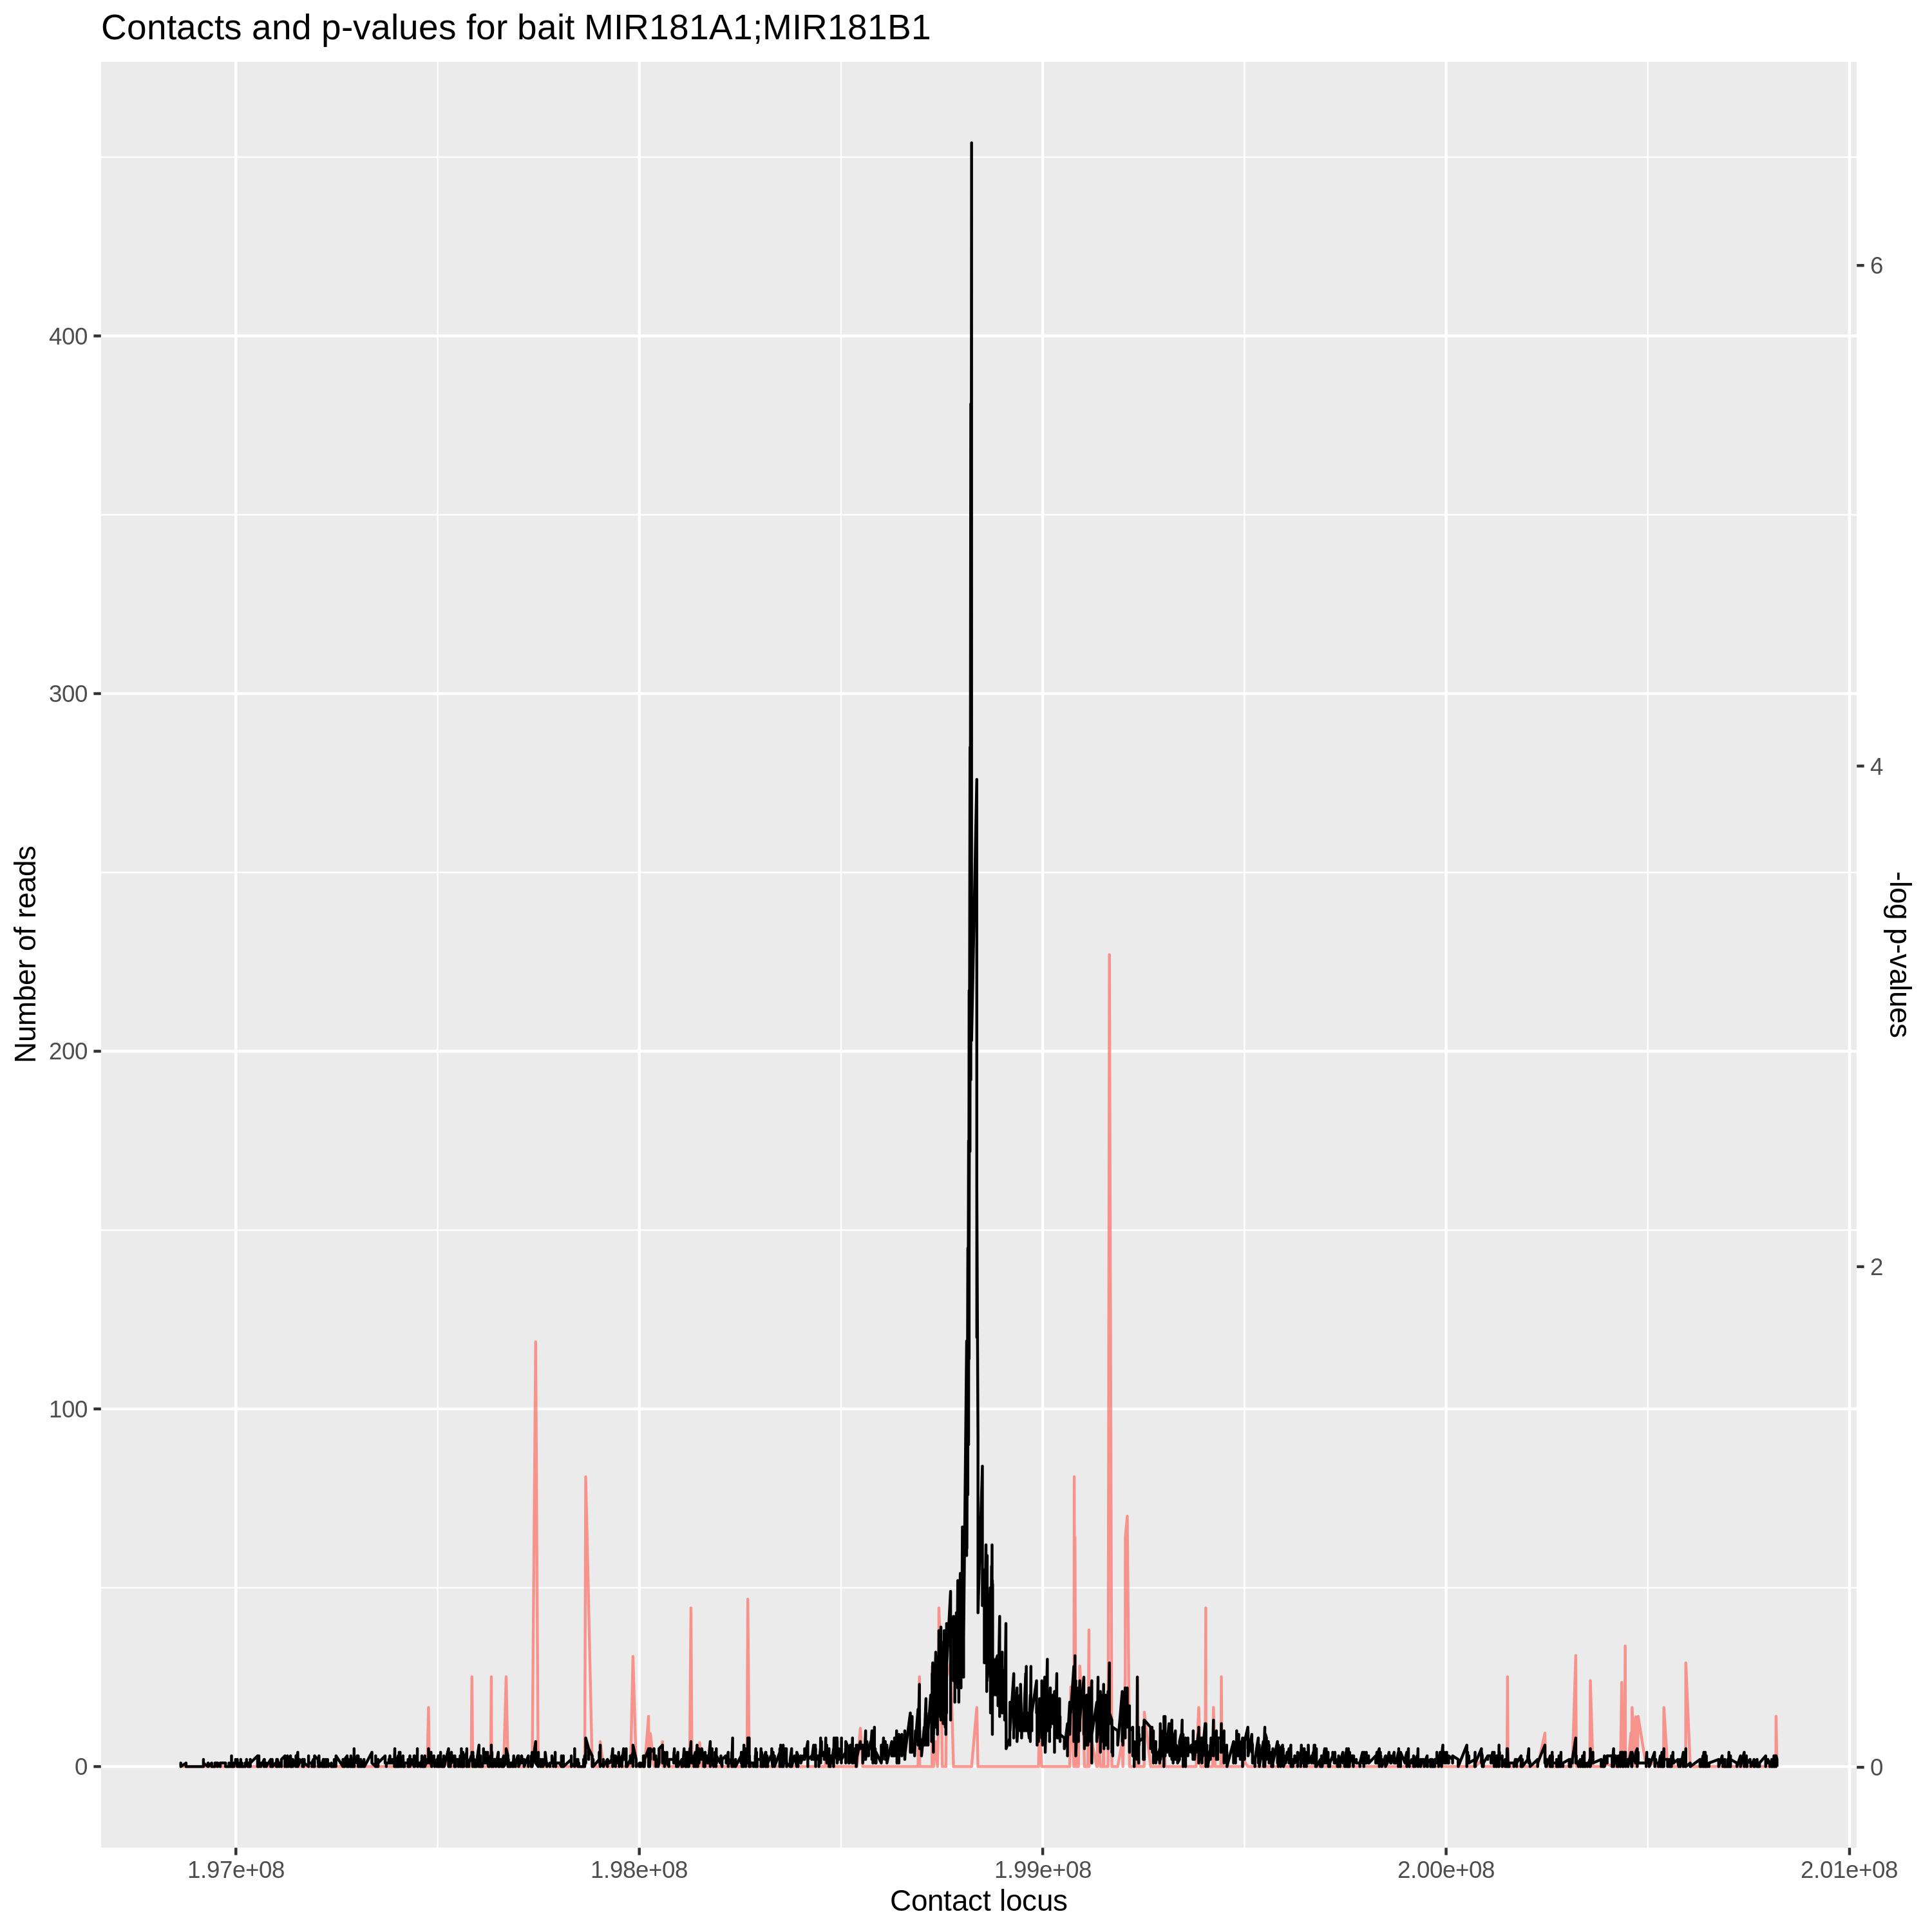 Contacts and p-values for bait MIR181A1;MIR181B1
Number of reads
400
300
200
100
0
6
4
2
0
-log p-values
1.97e+08 1.98e+08 1.99e+08 2.00e+08 2.01e+08
Contact locus